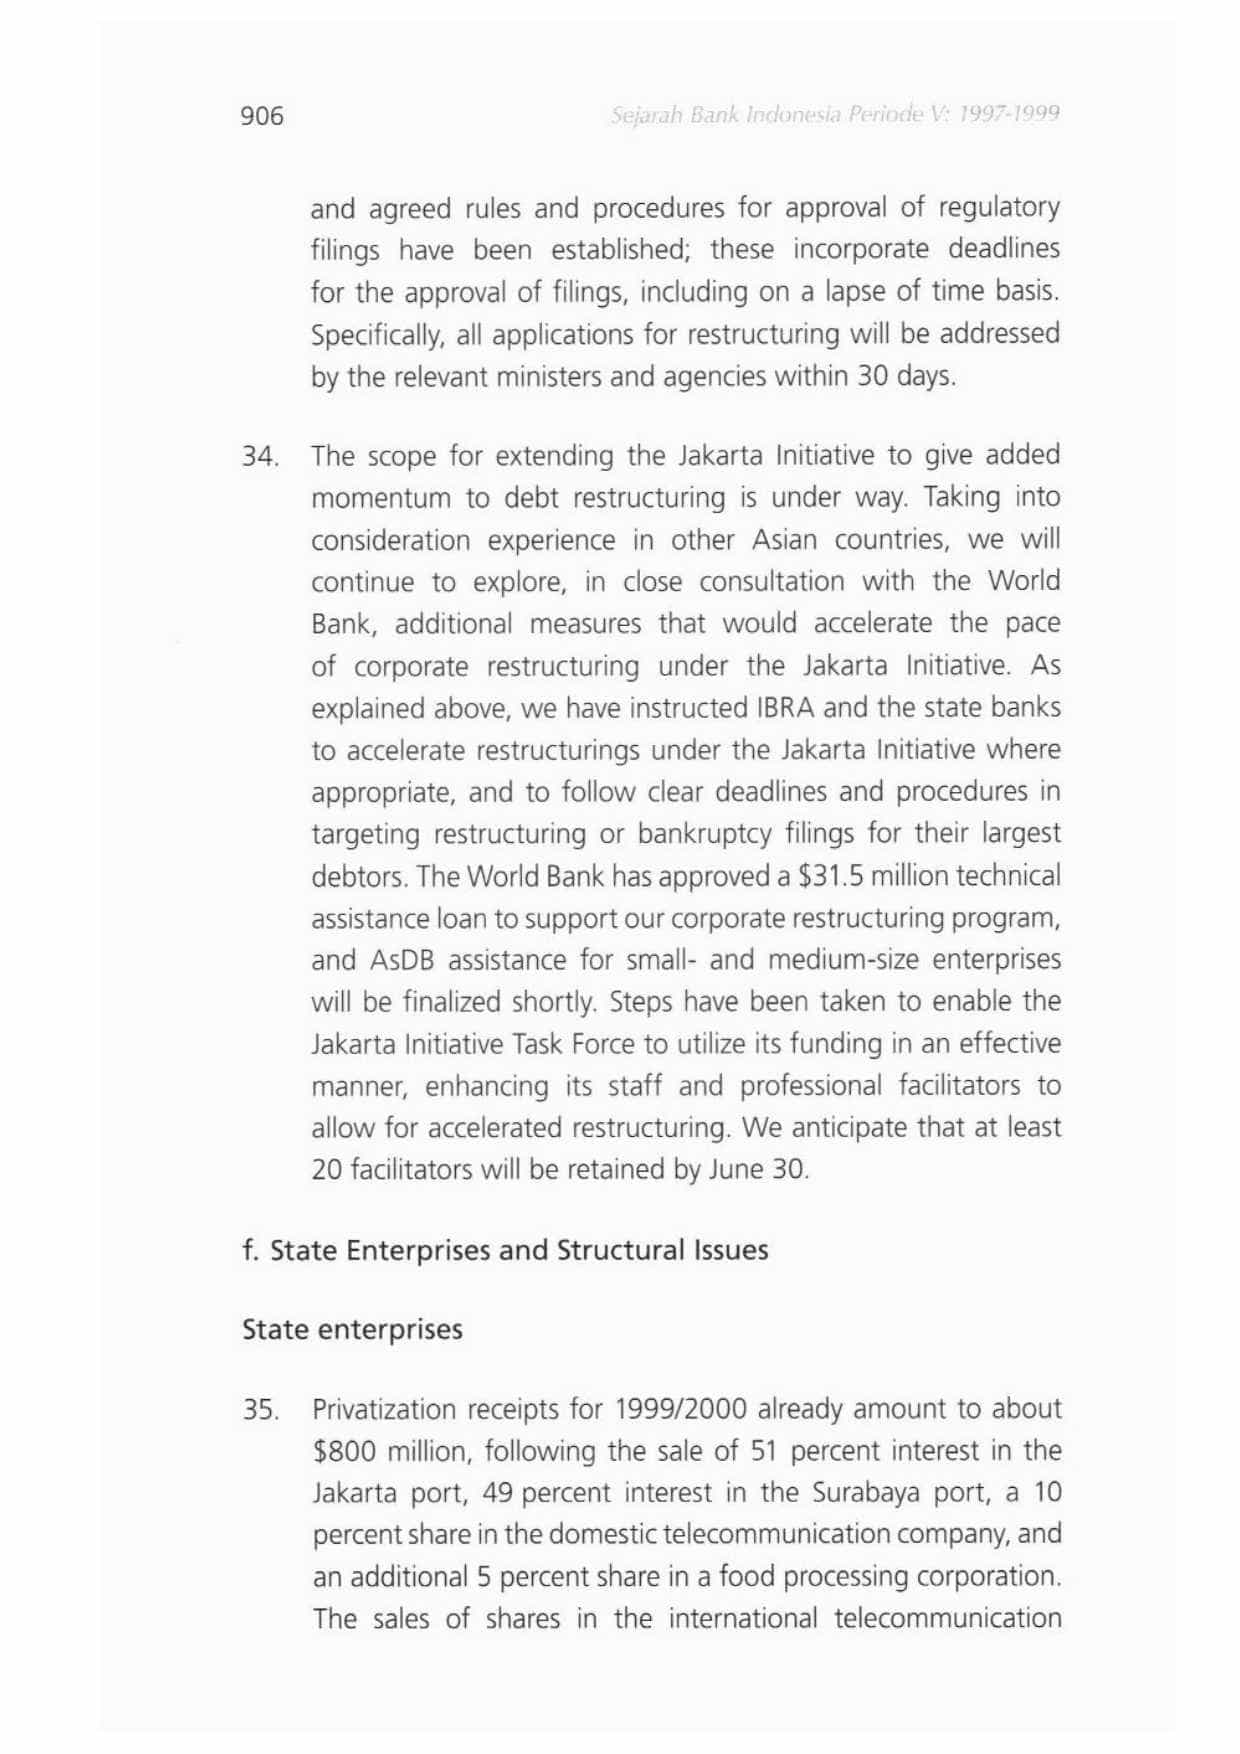 906
Sejarah Bank Indonesia Periode V: 1997-1999
and agreed rules and procedures for approval of regulatory
filings have been established; these incorporate deadlines
for the approval of filings, including on a lapse of time basis.
Specifically, all applications for restructuring will be addressed
by the relevant ministers and agencies within 30 days.
34. The scope for extending the Jakarta Initiative to give added
momentum to debt restructuring is under way. Taking into
consideration experience in other Asian countries, we will
continue to explore, in close consultation with the World
Bank, additional measures that would accelerate the pace
of corporate restructuring under the Jakarta Initiative. As
explained above, we have instructed IBRA and the state banks
to accelerate restructurings under the Jakarta Initiative where
appropriate, and to follow clear deadlines and procedures in
targeting restructuring or bankruptcy filings for their largest
debtors. The World Bank has approved a $31.5 million technical
assistance loan to support our corporate restructuring program,
and AsDB assistance for small- and medium-size enterprises
will be finalized shortly. Steps have been taken to enable the
Jakarta Initiative Task Force to utilize its funding in an effective
manner, enhancing its staff and professional facilitators to
allow for accelerated restructuring. We anticipate that at least
20 facilitators will be retained by June 30.
f. State Enterprises and Structural Issues
State enterprises
35. Privatization receipts for 1999/2000 already amount to about
$800 million, following the sale of 51 percent interest in the
Jakarta port, 49 percent interest in the Surabaya port, a 10
percent share in the domestic telecommunication company, and
an additional 5 percent share in a food processing corporation.
The sales of shares in the international telecommunication